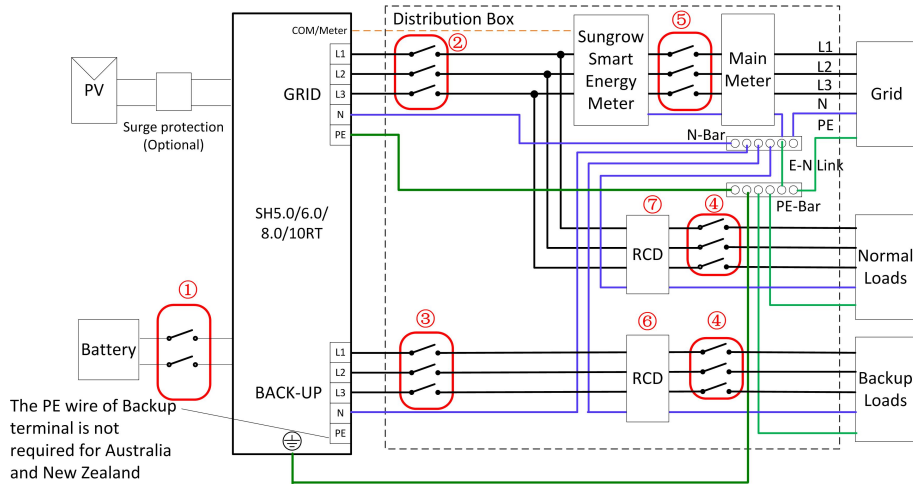 Distribution Box
COM/Meter
②
⑤
L1
L2
L3
N
PE
GRID
Sungrow
Smart
Energy
Meter
Main
Meter
L1
L2
L3
N
PE
Grid
PV
Surge protection
(Optional)
N-Bar
E-N Link
PE-Bar
SH5.0/6.0/
8.0/10RT
⑦
④
RCD
Normal
Loads
①
Battery
③
⑥
④
L1
L2
L3
N
PE
BACK-UP
RCD
Backup
Loads
The PE wire of Backup
terminal is not
required for Australia
and New Zealand